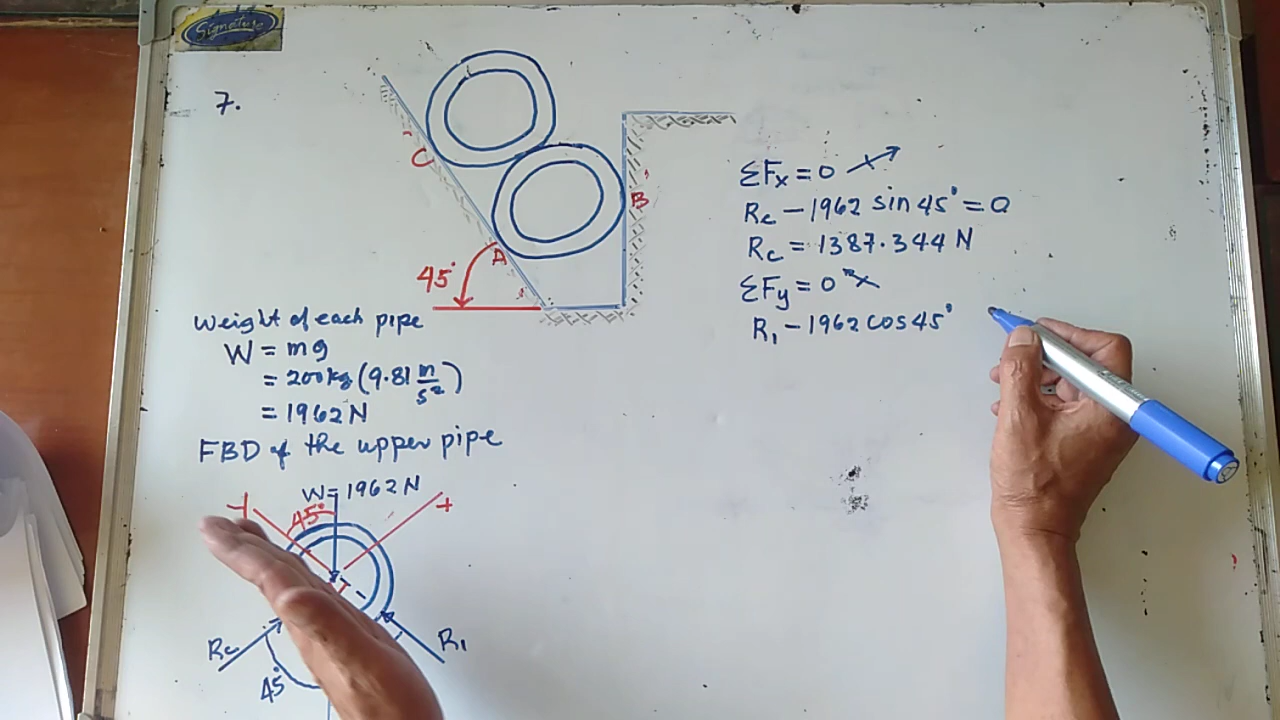 Signature
7.
C
B
A
45°
ΣFx = 0
Rc – 1962 sin 45° = 0
Rc = 1387.344 N
ΣFy = 0
R1 – 1962 cos 45°
Weight of each pipe
W = mg
= 200kg (9.81 m/s²)
= 1962 N
FBD of the upper pipe
W = 1962 N
45°
Rc
R1
45°